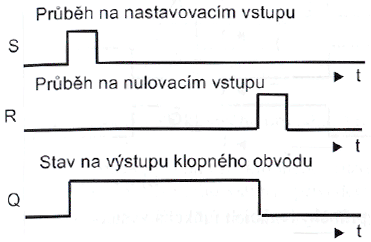 Průběh na nastavovacím vstupu
S
t
Průběh na nulovacím vstupu
R
t
Stav na výstupu klopného obvodu
Q
t